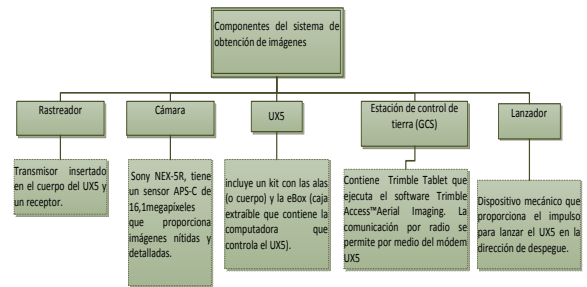 Componentes del sistema de
obtención de imágenes
Rastreador
Cámara
UX5
Estación de control de
tierra (GCS)
Lanzador
Transmisor insertado
en el cuerpo del UX5 y
un receptor.
Sony NEX-5R, tiene
un sensor APS-C de
16,1megapíxeles
que proporciona
imágenes nítidas y
detalladas.
incluye un kit con las alas
(o cuerpo) y la eBox (caja
extraíble que contiene la
computadora que
controla el UX5).
Contiene Trimble Tablet que
ejecuta el software Trimble
Access™Aerial Imaging. La
comunicación por radio se
permite por medio del módem
UX5
Dispositivo mecánico que
proporciona el impulso
para lanzar el UX5 en la
dirección de despegue.